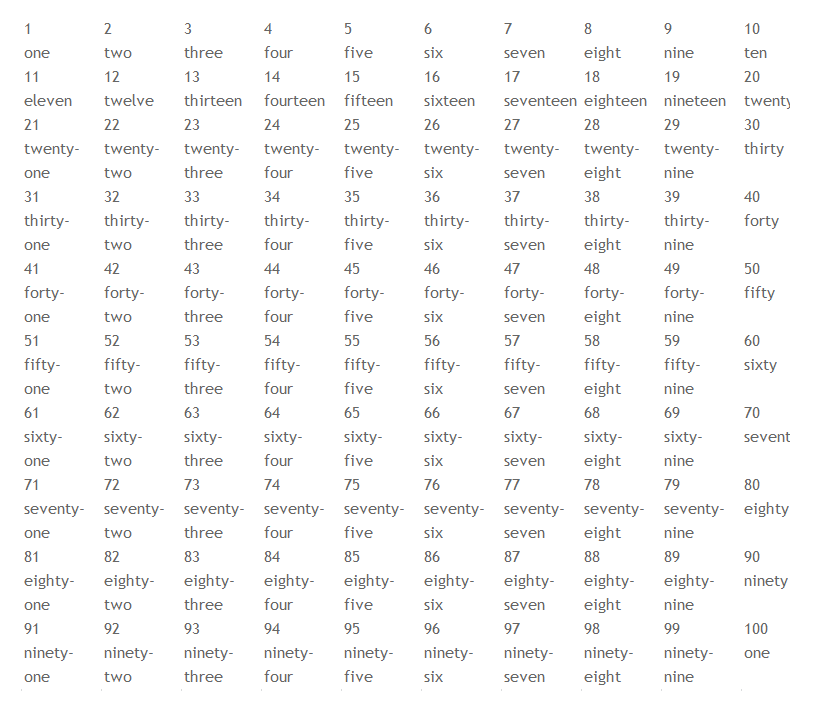 1 2 3 4 5 6 7 8 9 10
one two three four five six seven eight nine ten
11 12 13 14 15 16 17 18 19 20
eleven twelve thirteen fourteen fifteen sixteen seventeen eighteen nineteen twenty
21 22 23 24 25 26 27 28 29 30
twenty- twenty- twenty- twenty- twenty- twenty- twenty- twenty- twenty- thirty
one two three four five six seven eight nine
31 32 33 34 35 36 37 38 39 40
thirty- thirty- thirty- thirty- thirty- thirty- thirty- thirty- thirty- forty
one two three four five six seven eight nine
41 42 43 44 45 46 47 48 49 50
forty- forty- forty- forty- forty- forty- forty- forty- forty- fifty
one two three four five six seven eight nine
51 52 53 54 55 56 57 58 59 60
fifty- fifty- fifty- fifty- fifty- fifty- fifty- fifty- fifty- sixty
one two three four five six seven eight nine
61 62 63 64 65 66 67 68 69 70
sixty- sixty- sixty- sixty- sixty- sixty- sixty- sixty- sixty- sevent
one two three four five six seven eight nine
71 72 73 74 75 76 77 78 79 80
seventy- seventy- seventy- seventy- seventy- seventy- seventy- seventy- seventy- eighty
one two three four five six seven eight nine
81 82 83 84 85 86 87 88 89 90
eighty- eighty- eighty- eighty- eighty- eighty- eighty- eighty- eighty- ninety
one two three four five six seven eight nine
91 92 93 94 95 96 97 98 99 100
ninety- ninety- ninety- ninety- ninety- ninety- ninety- ninety- ninety- one
one two three four five six seven eight nine